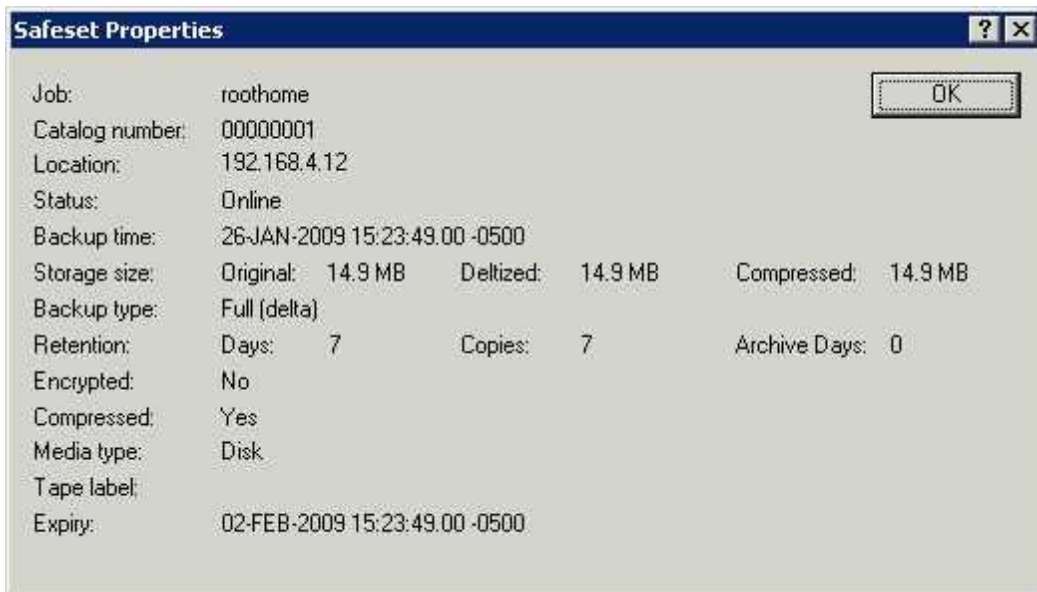 Safeset Properties
OK
Job: roothome
Catalog number: 00000001
Location: 192.168.4.12
Status: Online
Backup time: 26-JAN-2009 15:23:49.00 -0500
Storage size: Original: 14.9 MB Deltized: 14.9 MB Compressed: 14.9 MB
Backup type: Full (delta)
Retention: Days: 7 Copies: 7 Archive Days: 0
Encrypted: No
Compressed: Yes
Media type: Disk
Tape label:
Expiry: 02-FEB-2009 15:23:49.00 -0500